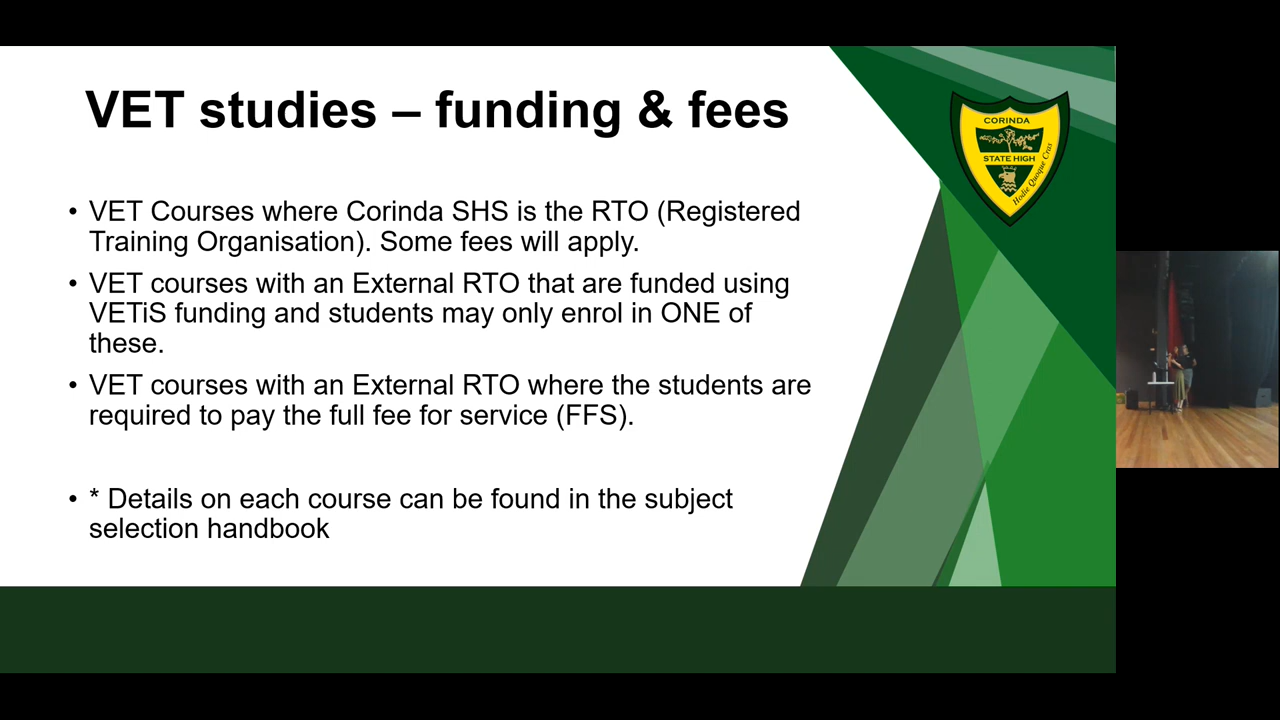 VET studies – funding & fees
CORINDA
STATE HIGH
Hodie Quoque Cras
• VET Courses where Corinda SHS is the RTO (Registered
Training Organisation). Some fees will apply.
• VET courses with an External RTO that are funded using
VETiS funding and students may only enrol in ONE of
these.
• VET courses with an External RTO where the students are
required to pay the full fee for service (FFS).
• * Details on each course can be found in the subject
selection handbook